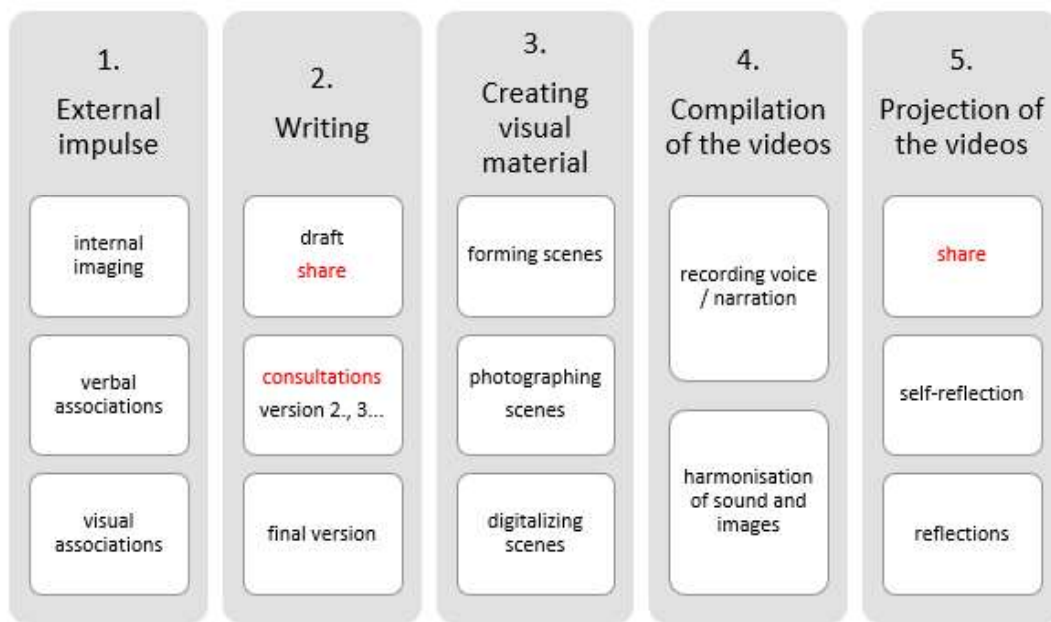 1.
External
impulse
internal
imaging
verbal
associations
visual
associations
2.
Writing
draft
share
consultations
version 2., 3...
final version
3.
Creating
visual
material
forming scenes
photographing
scenes
digitalizing
scenes
4.
Compilation
of the videos
recording voice
/ narration
harmonisation
of sound and
images
5.
Projection of
the videos
share
self-reflection
reflections